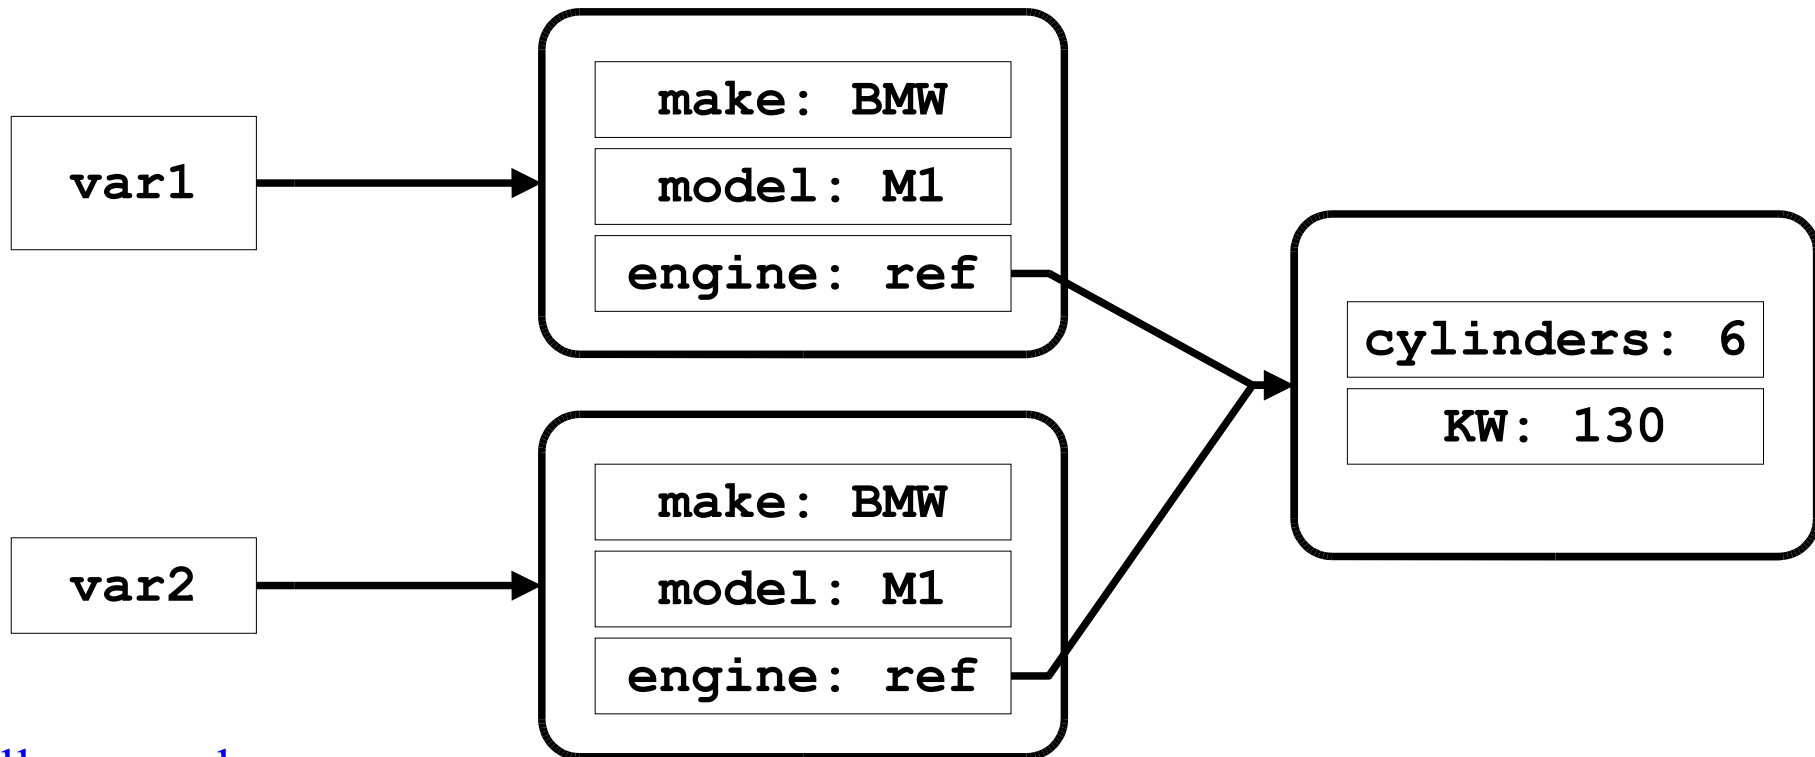 var1
make: BMW
model: M1
engine: ref
cylinders: 6
KW: 130
var2
make: BMW
model: M1
engine: ref